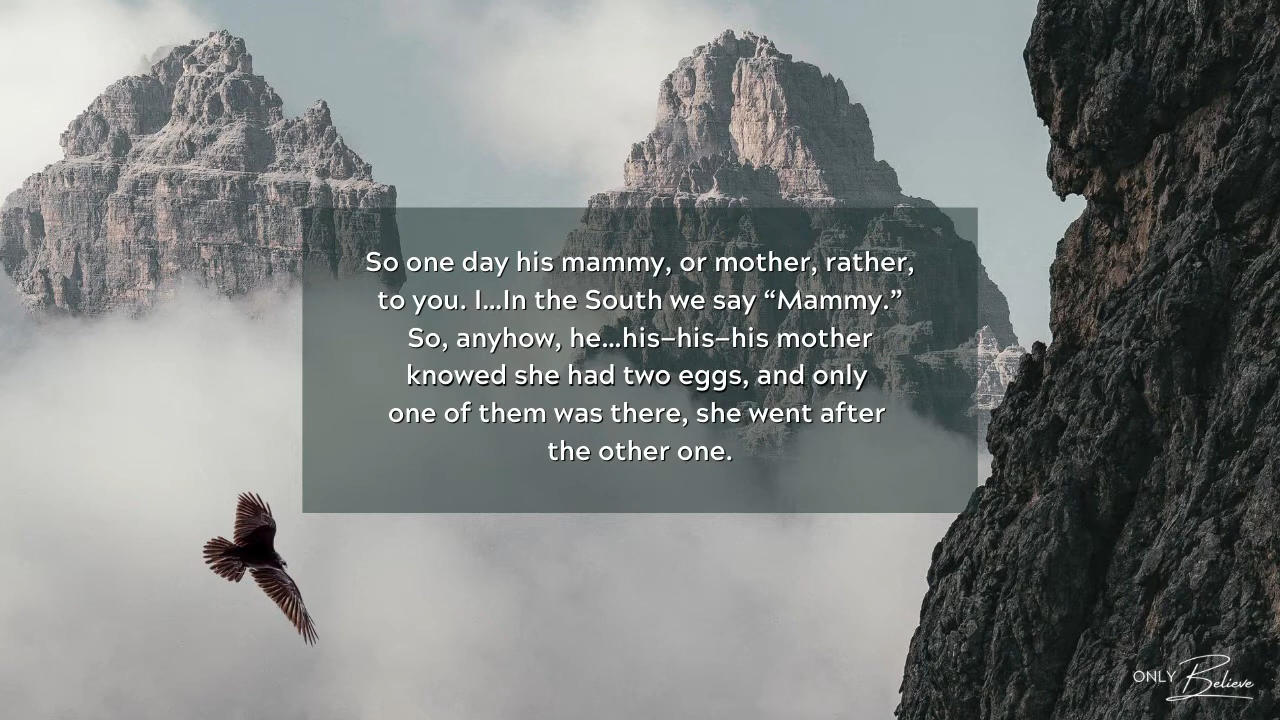 So one day his mammy, or mother, rather,
to you. I...In the South we say “Mammy.”
So, anyhow, he...his–his–his mother
knowed she had two eggs, and only
one of them was there, she went after
the other one.
ONLY Believe